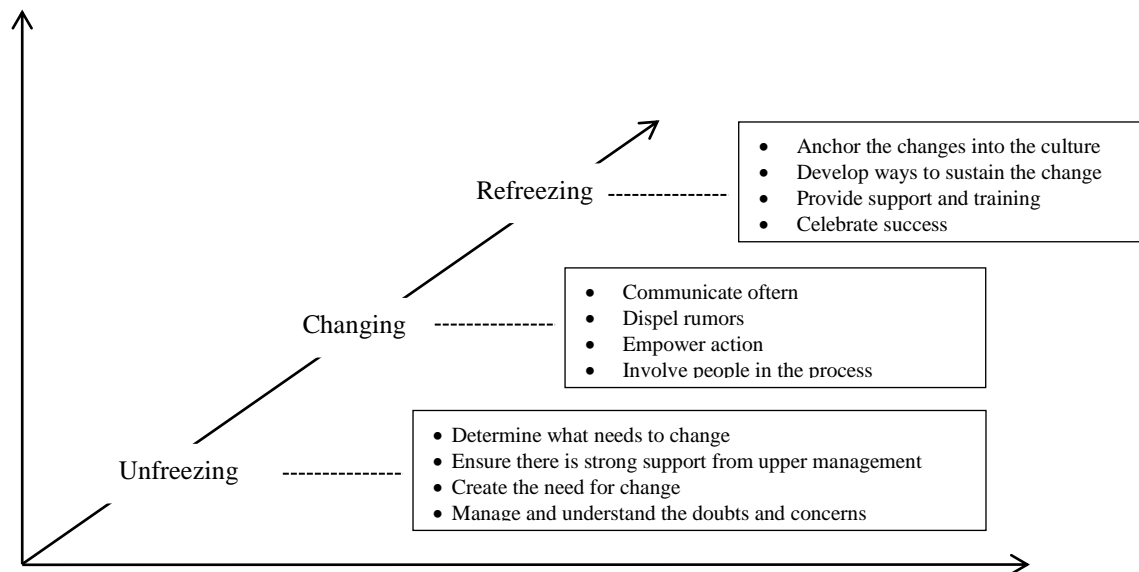 Refreezing
• Anchor the changes into the culture
• Develop ways to sustain the change
• Provide support and training
• Celebrate success
Changing
• Communicate oftern
• Dispel rumors
• Empower action
• Involve people in the process
Unfreezing
• Determine what needs to change
• Ensure there is strong support from upper management
• Create the need for change
• Manage and understand the doubts and concerns